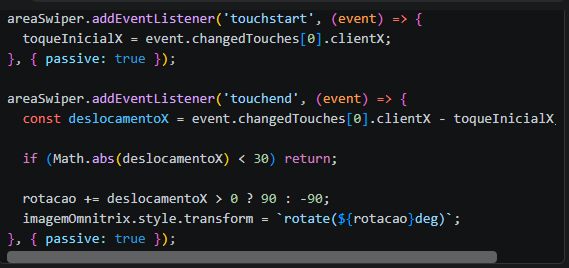 areaSwiper.addEventListener('touchstart', (event) => {
  toqueInicialX = event.changedTouches[0].clientX;
}, { passive: true });

areaSwiper.addEventListener('touchend', (event) => {
  const deslocamentoX = event.changedTouches[0].clientX - toqueInicialX

  if (Math.abs(deslocamentoX) < 30) return;

  rotacao += deslocamentoX > 0 ? 90 : -90;
  imagemOmnitrix.style.transform = `rotate(${rotacao}deg)`;
}, { passive: true });